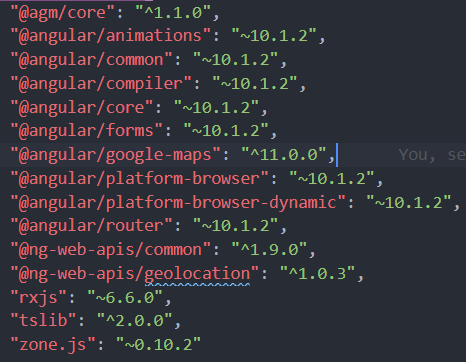 "@agm/core": "^1.1.0",
"@angular/animations": "~10.1.2",
"@angular/common": "~10.1.2",
"@angular/compiler": "~10.1.2",
"@angular/core": "~10.1.2",
"@angular/forms": "~10.1.2",
"@angular/google-maps": "^11.0.0", You, se
"@angular/platform-browser": "~10.1.2",
"@angular/platform-browser-dynamic": "~10.1.2",
"@angular/router": "~10.1.2",
"@ng-web-apis/common": "^1.9.0",
"@ng-web-apis/geolocation": "^1.0.3",
"rxjs": "~6.6.0",
"tslib": "^2.0.0",
"zone.js": "~0.10.2"